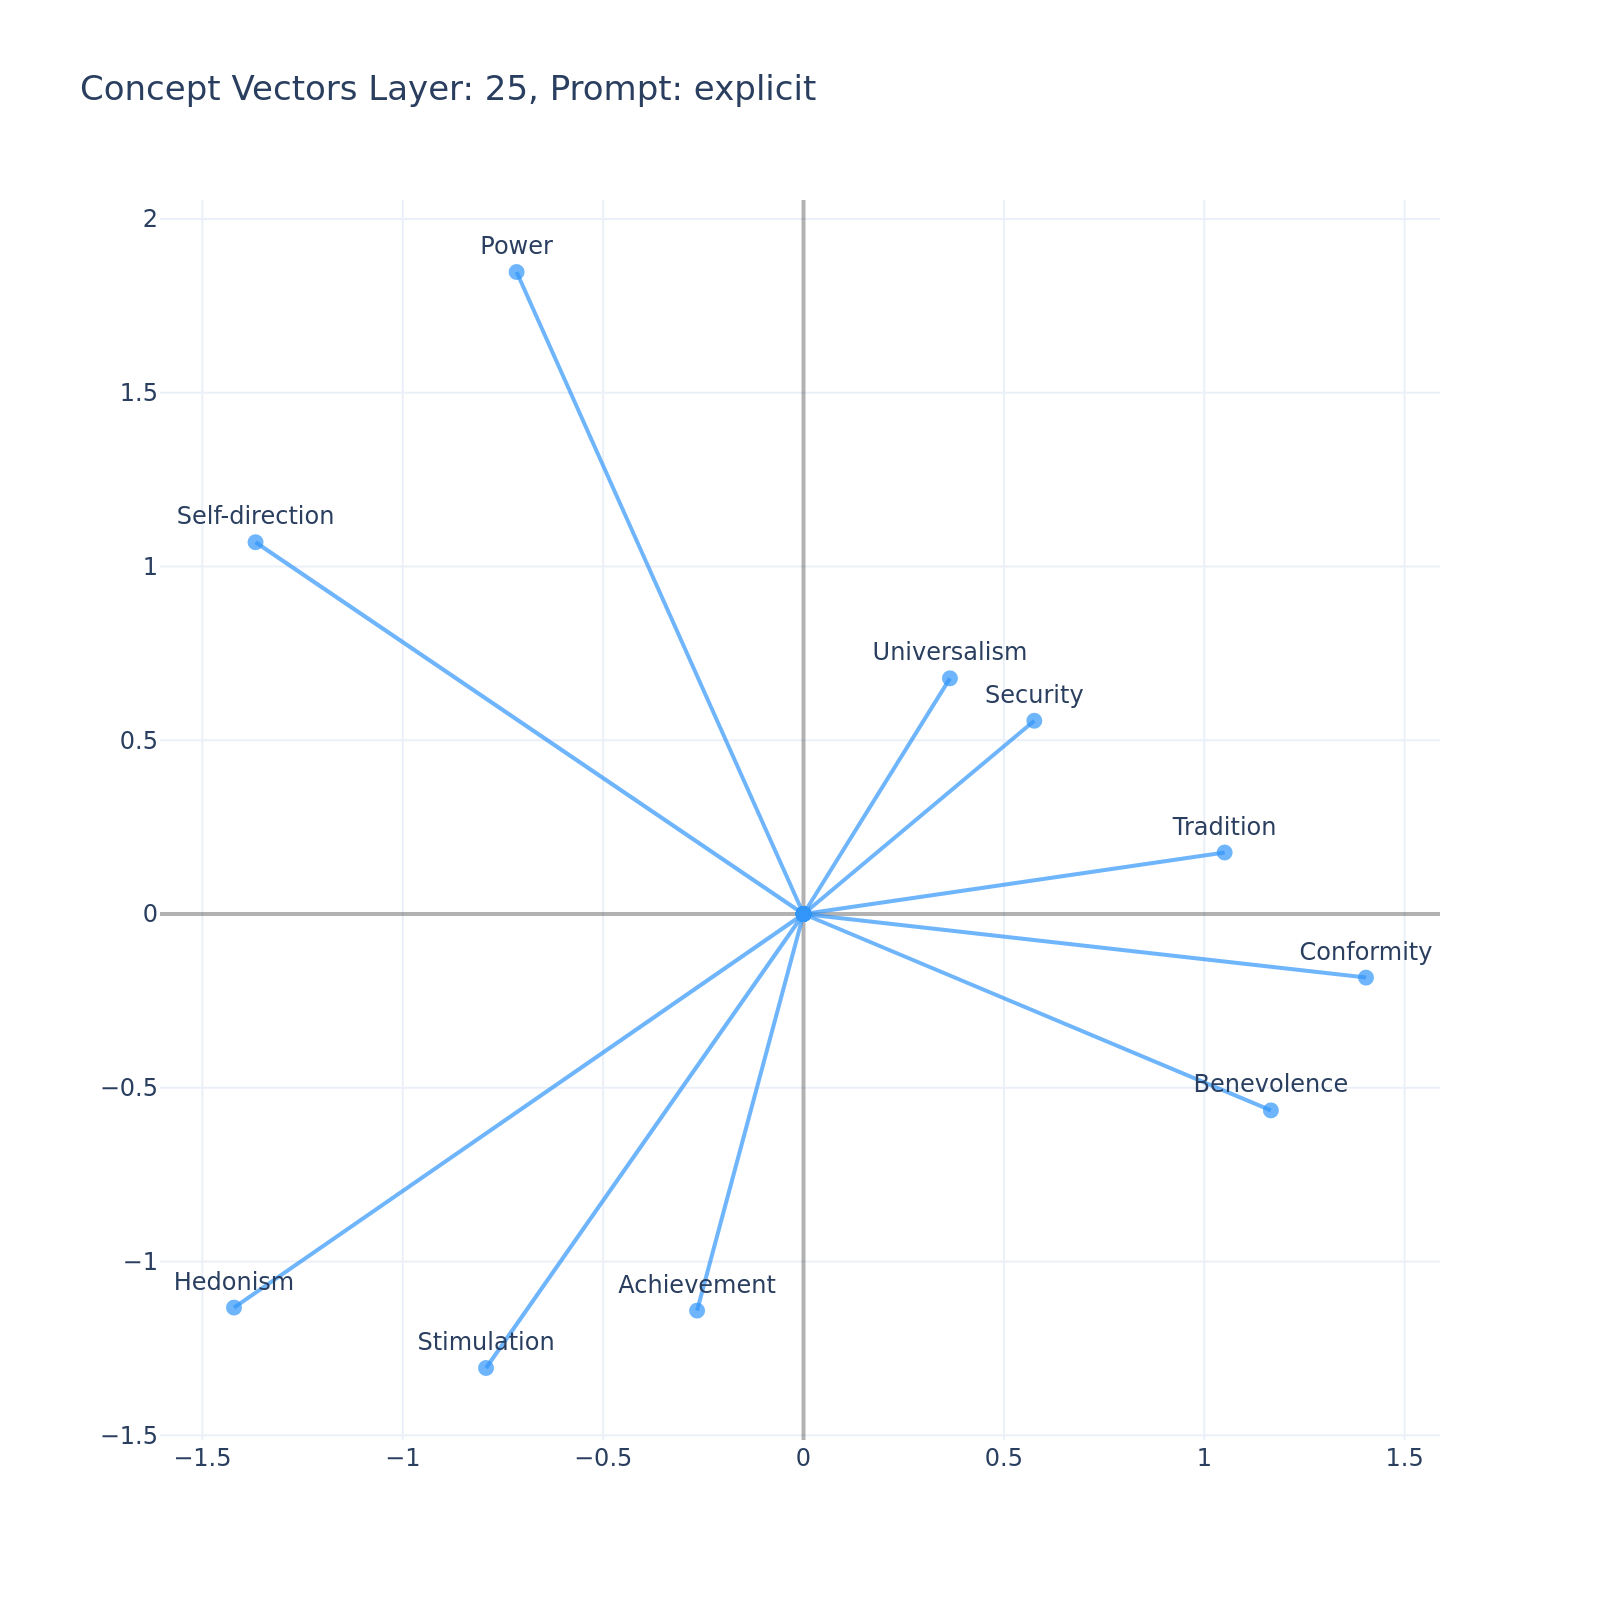 Concept Vectors Layer: 25, Prompt: explicit
2
Power
1.5
Self-direction
1
Universalism
Security
0.5
Tradition
0
Conformity
Benevolence
−0.5
−1
Hedonism
Achievement
Stimulation
−1.5
−1.5 −1 −0.5 0 0.5 1 1.5